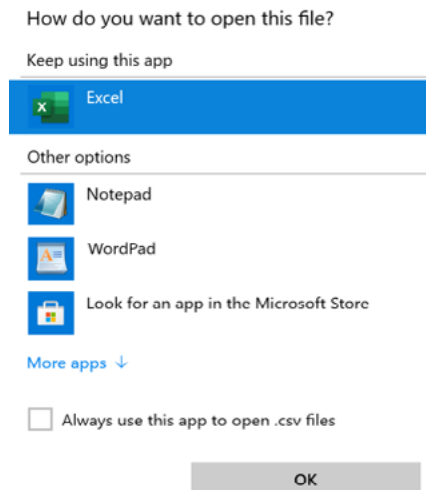 How do you want to open this file?
Keep using this app
Excel
Other options
Notepad
WordPad
Look for an app in the Microsoft Store
More apps ↓
Always use this app to open .csv files
OK